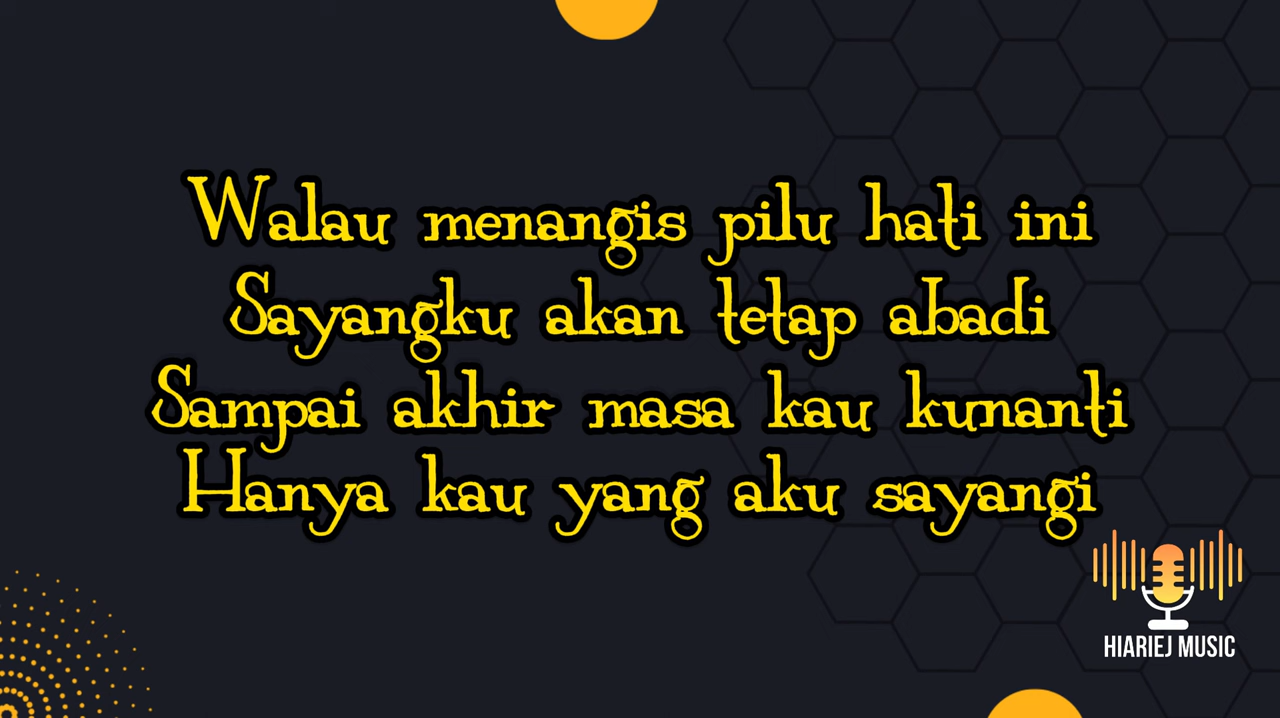 Walau menangis pilu hati ini
Sayangku akan tetap abadi
Sampai akhir masa kau kunanti
Hanya kau yang aku sayangi
HIARIEJ MUSIC